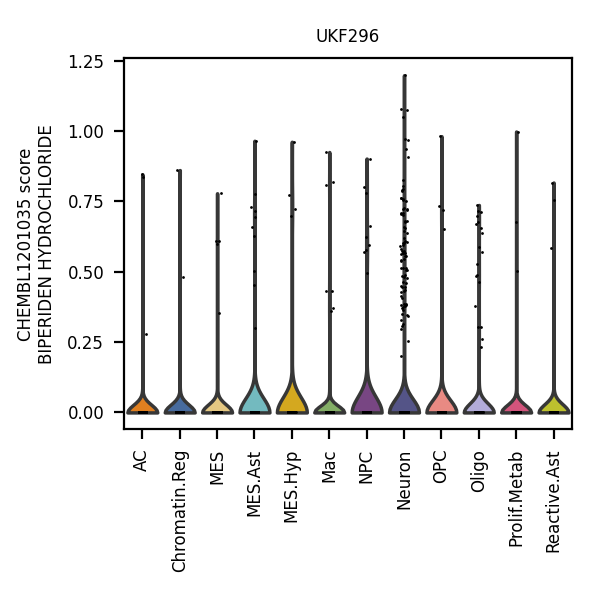 UKF296
CHEMBL1201035 score
BIPERIDEN HYDROCHLORIDE
1.25
1.00
0.75
0.50
0.25
0.00
AC
Chromatin.Reg
MES
MES.Ast
MES.Hyp
Mac
NPC
Neuron
OPC
Oligo
Prolif.Metab
Reactive.Ast